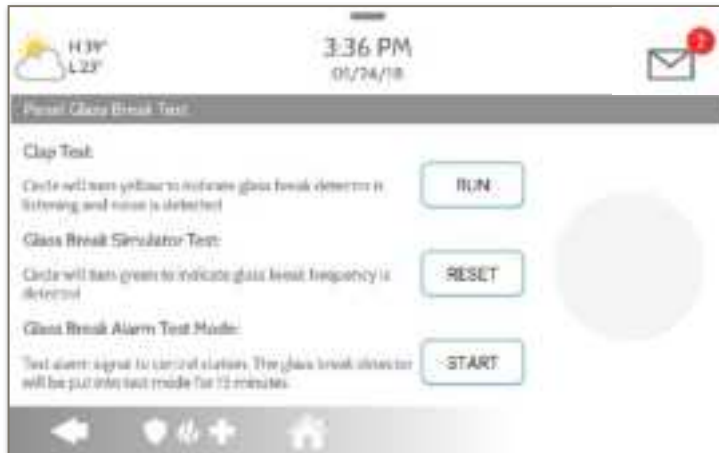 H 39°
L 23°
3:36 PM
01/24/18
Panel Glass Break Test
Clap Test:
Circle will turn yellow to indicate glass break detector is
listening and noise is detected
RUN
Glass Break Simulator Test:
Circle will turn green to indicate glass break frequency is
detected
RESET
Glass Break Alarm Test Mode:
Test alarm signal to central station. The glass break detector
will be put into test mode for 15 minutes.
START